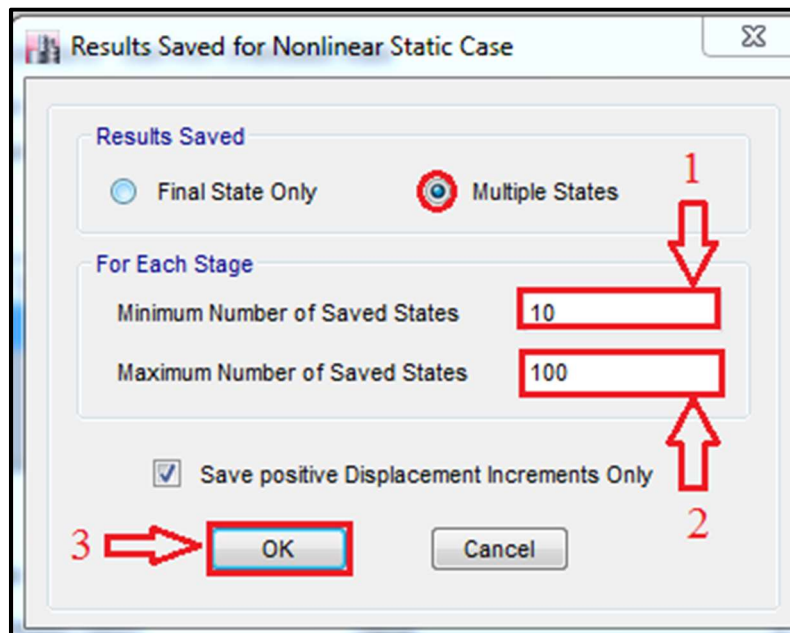 Results Saved for Nonlinear Static Case
Results Saved
1
Final State Only Multiple States
For Each Stage
Minimum Number of Saved States 10
Maximum Number of Saved States 100
Save positive Displacement Increments Only
2
3 OK Cancel